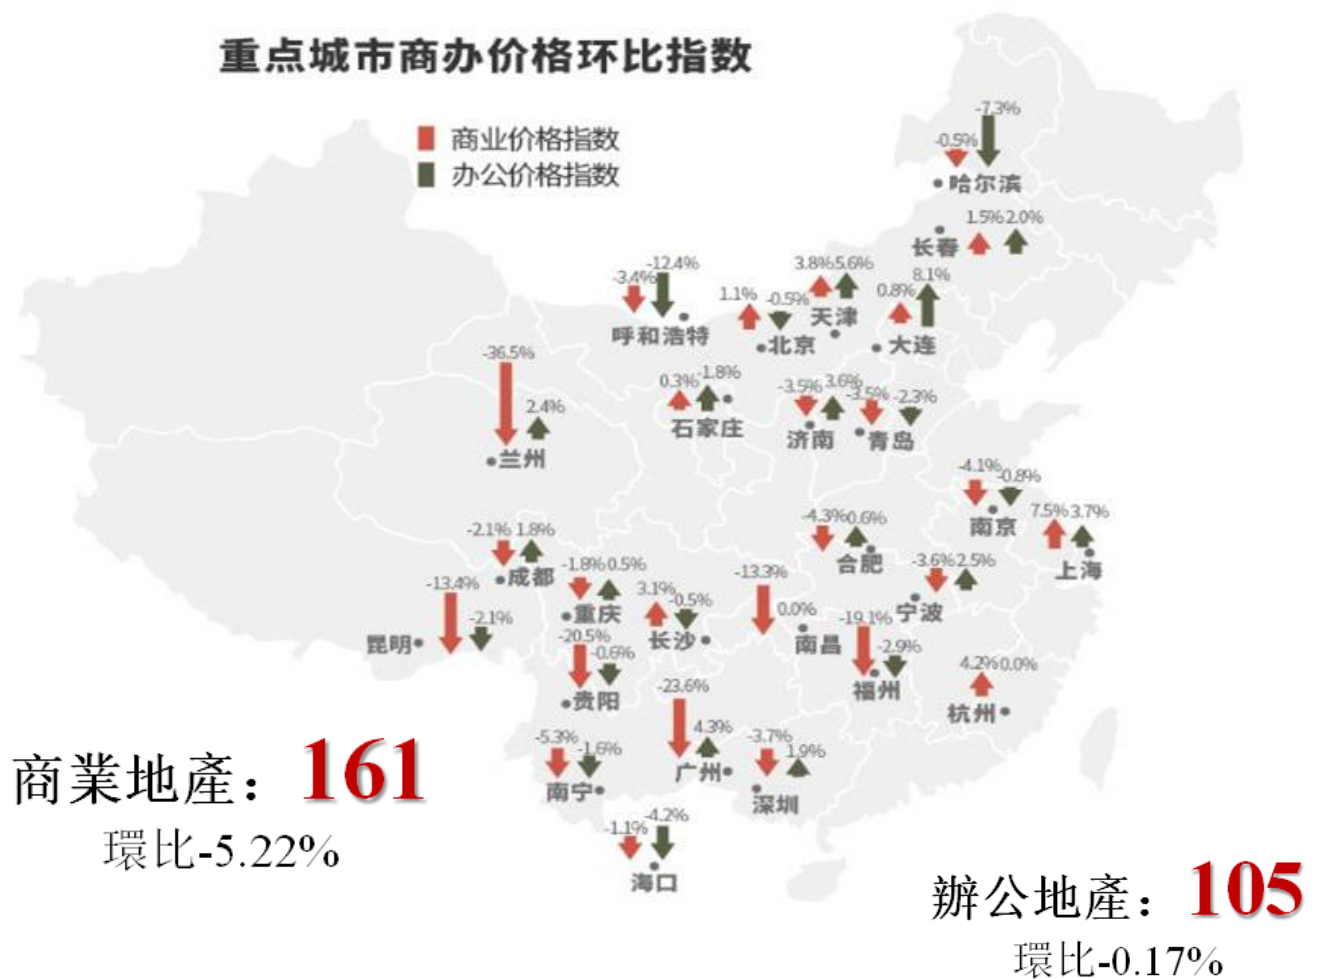 重点城市商办价格环比指数
商业价格指数
办公价格指数
-7.3%
-0.5%
哈尔滨
1.5% 2.0%
长春
-12.4%
-3.4%
呼和浩特
1.1% -0.5%
北京
3.8% 5.6%
天津
8.1%
0.8%
大连
-36.5%
2.4%
兰州
-1.8%
0.3%
石家庄
-3.5% 3.6%
济南
-3.5% -2.3%
青岛
-4.1%
-0.8%
南京
7.5% 3.7%
上海
-4.3% 0.6%
合肥
-3.6% 2.5%
宁波
-2.1% 1.8%
成都
-1.8% 0.5%
重庆
3.1%
-0.5%
长沙
-13.3%
0.0%
南昌
-13.4%
-2.1%
昆明
-20.5%
-0.6%
贵阳
-19.1%
-2.9%
福州
4.2% 0.0%
杭州
-23.6%
4.3%
广州
-3.7%
1.9%
深圳
-5.3%
-1.6%
南宁
-4.2%
-1.1%
海口
商業地產：161
環比-5.22%
辦公地產：105
環比-0.17%